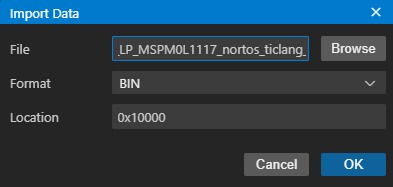 Import Data
File _LP_MSPM0L1117_nortos_ticlang_ Browse
Format BIN
Location 0x10000
Cancel OK